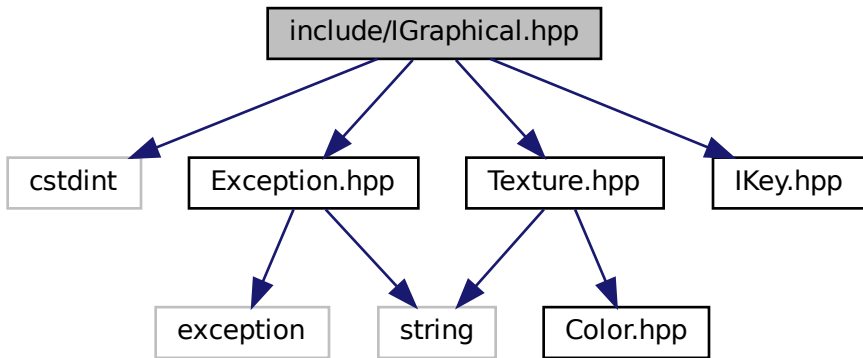 include/IGraphical.hpp
cstdint
Exception.hpp
Texture.hpp
IKey.hpp
exception
string
Color.hpp